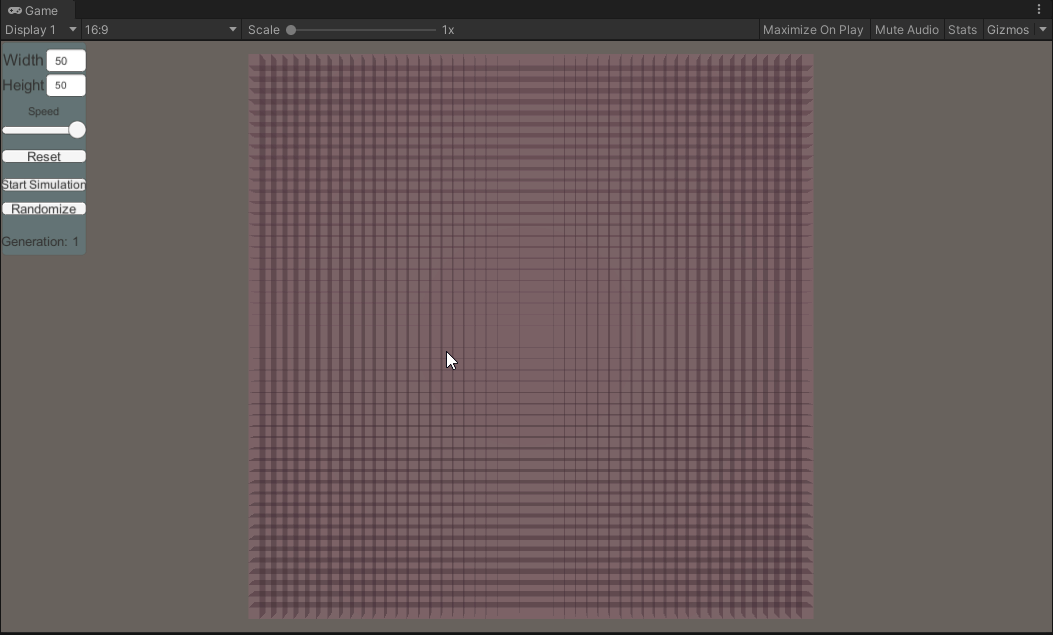 Game
Display 1 16:9 Scale 1x Maximize On Play Mute Audio Stats Gizmos
Width 50
Height 50
Speed
Reset
Start Simulation
Randomize
Generation: 1